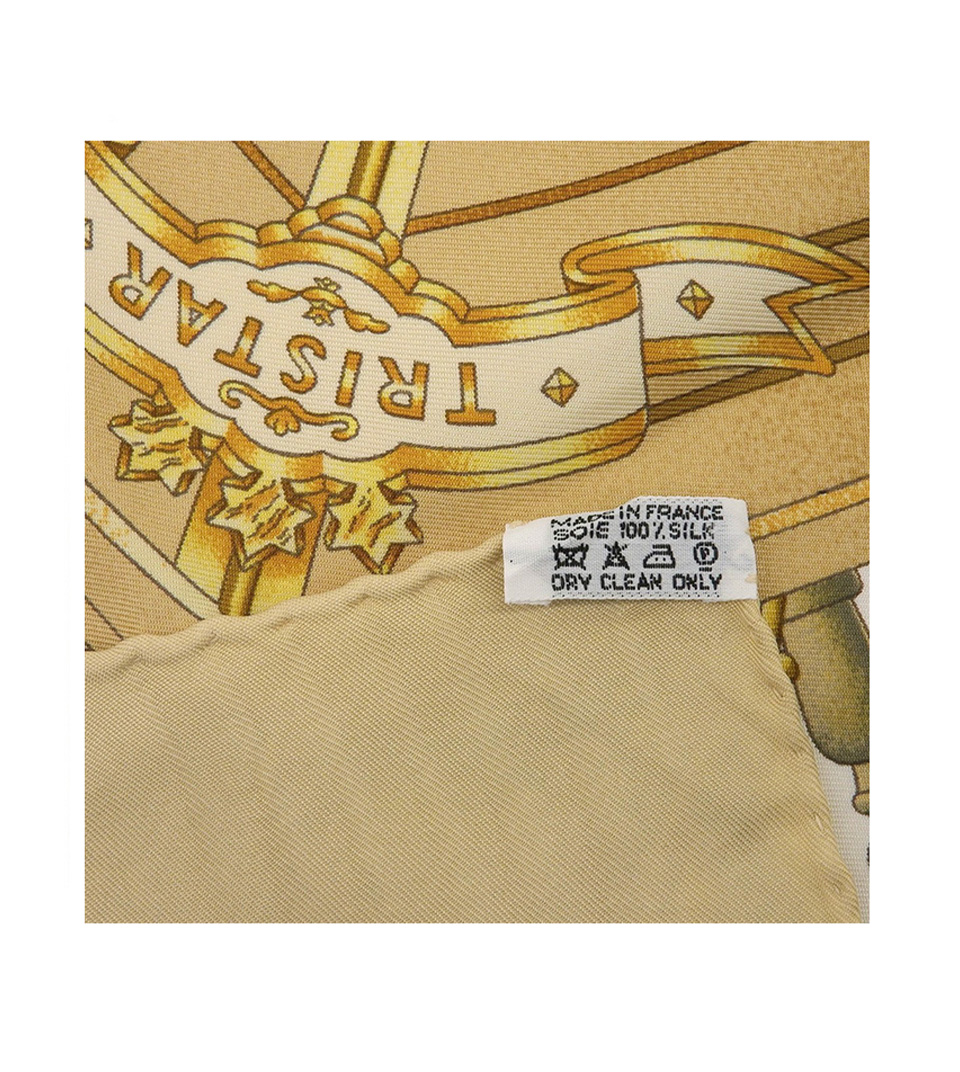 TRISTAR
MADE IN FRANCE
SOIE 100% SILK
DRY CLEAN ONLY